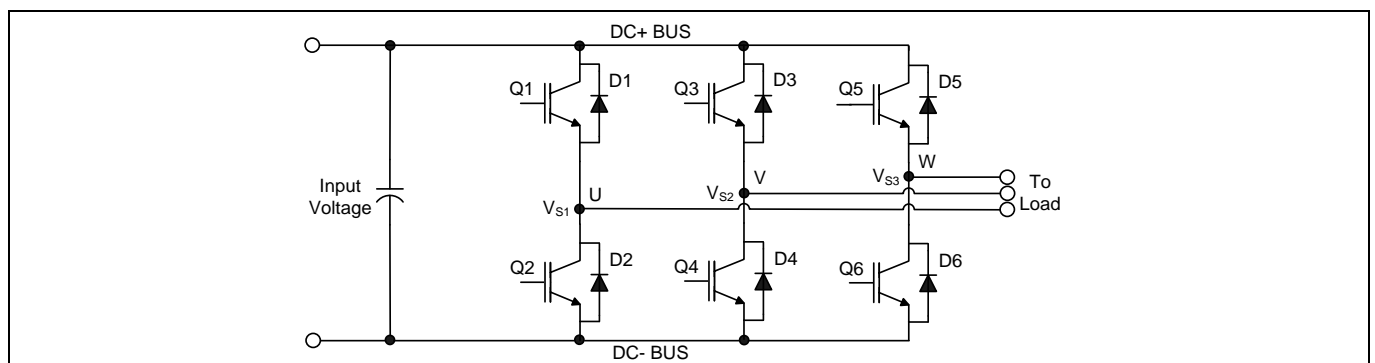 DC+ BUS
Q1
D1
Q3
D3
Q5
D5
Input
Voltage
U
V
W
VS1
VS2
VS3
To
Load
Q2
D2
Q4
D4
Q6
D6
DC- BUS